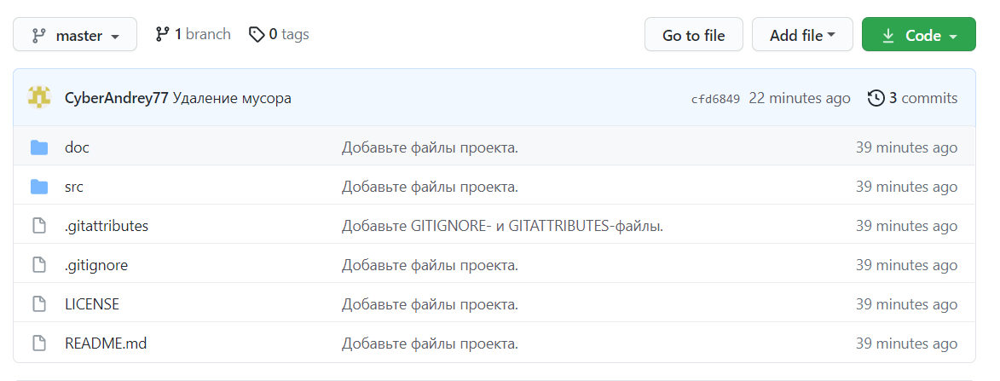 master 1 branch 0 tags Go to file Add file Code
CyberAndrey77 Удаление мусора cfd6849 22 minutes ago 3 commits
doc Добавьте файлы проекта. 39 minutes ago
src Добавьте файлы проекта. 39 minutes ago
.gitattributes Добавьте GITIGNORE- и GITATTRIBUTES-файлы. 39 minutes ago
.gitignore Добавьте файлы проекта. 39 minutes ago
LICENSE Добавьте файлы проекта. 39 minutes ago
README.md Добавьте файлы проекта. 39 minutes ago